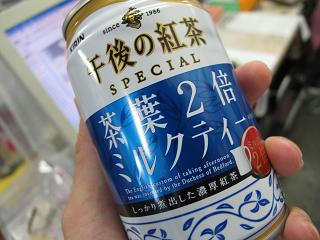 KIRIN
since 1986
午後の紅茶
SPECIAL
茶葉2倍
ミルクティー
The English custom of taking afternoon
tea was invented by the Duchess of Bedford.
しっかり煮出した濃厚紅茶